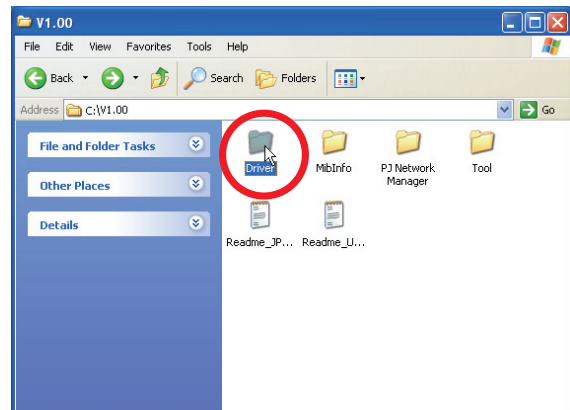 V1.00
File Edit View Favorites Tools Help
Back Search Folders
Address C:\V1.00 Go
File and Folder Tasks
Other Places
Details
Driver MibInfo PJ Network Manager Tool
Readme_JP... Readme_U...